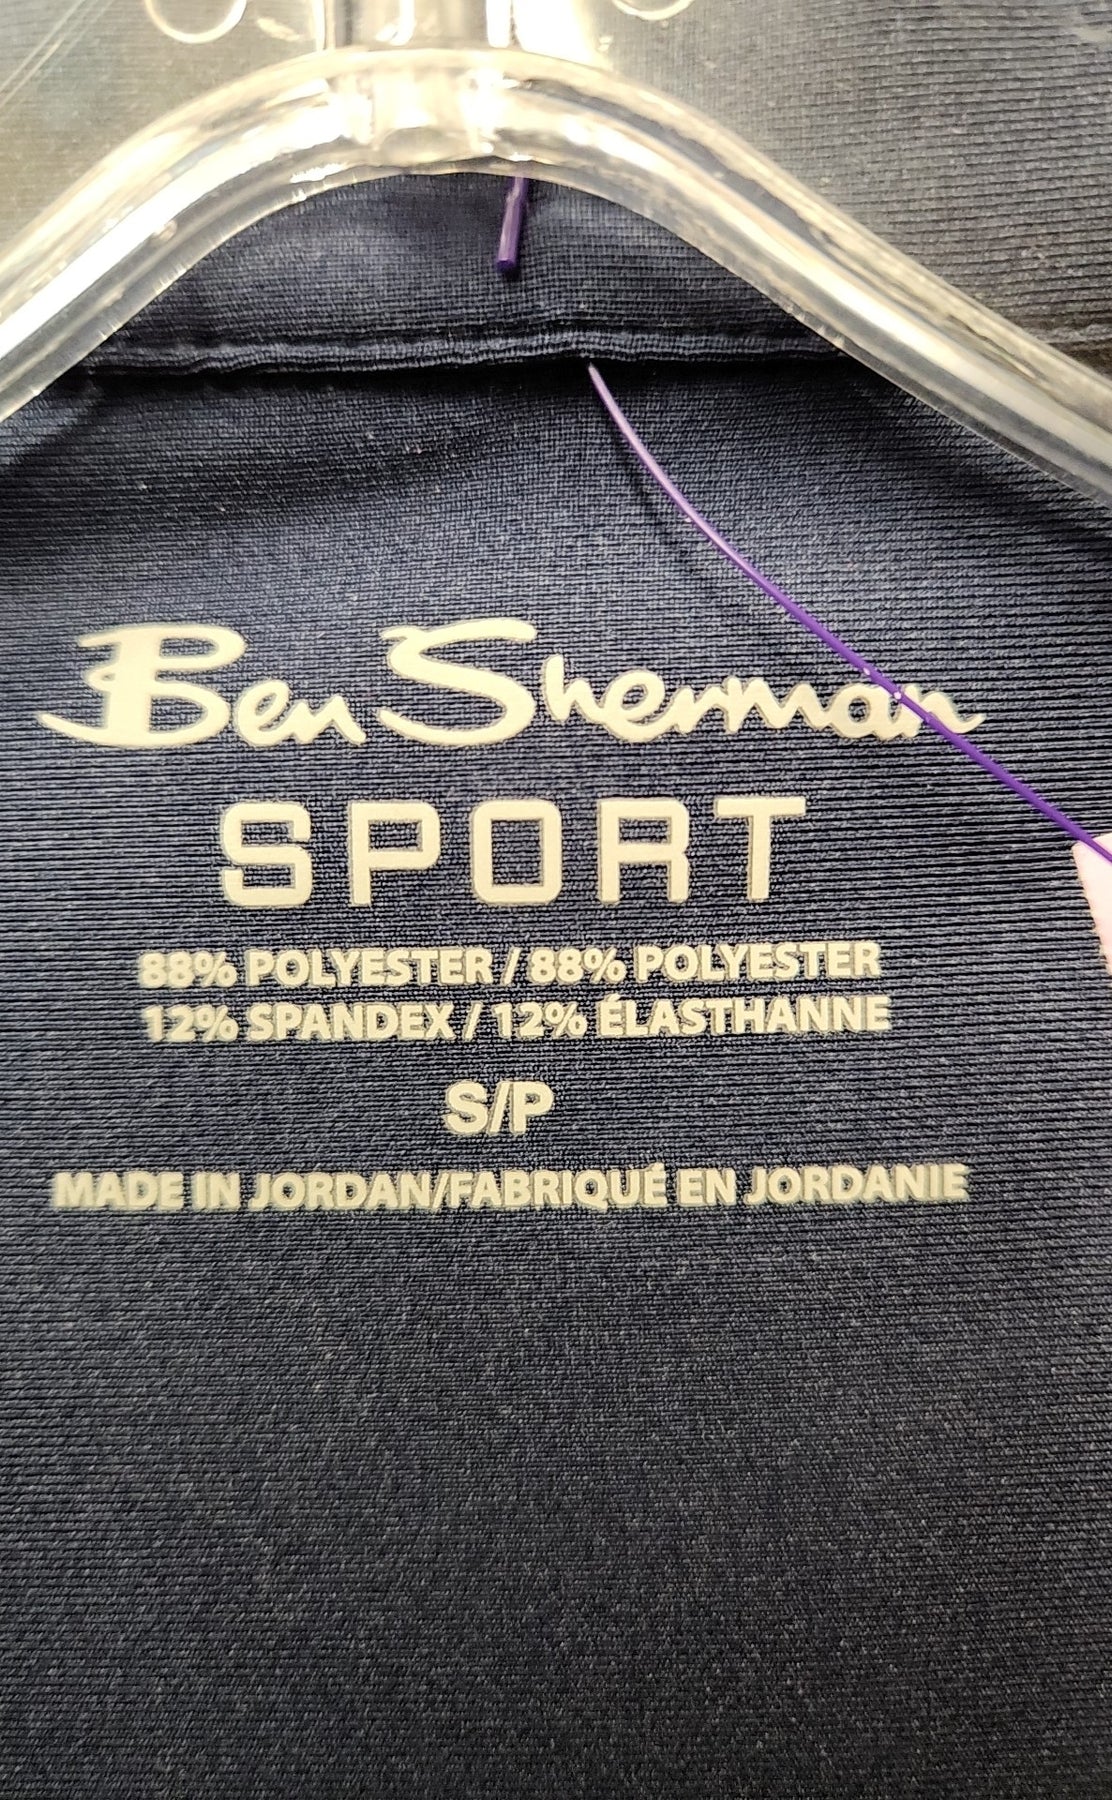 Ben Sherman
SPORT
88% POLYESTER / 88% POLYESTER
12% SPANDEX / 12% ÉLASTHANNE
S/P
MADE IN JORDAN/FABRIQUÉ EN JORDANIE